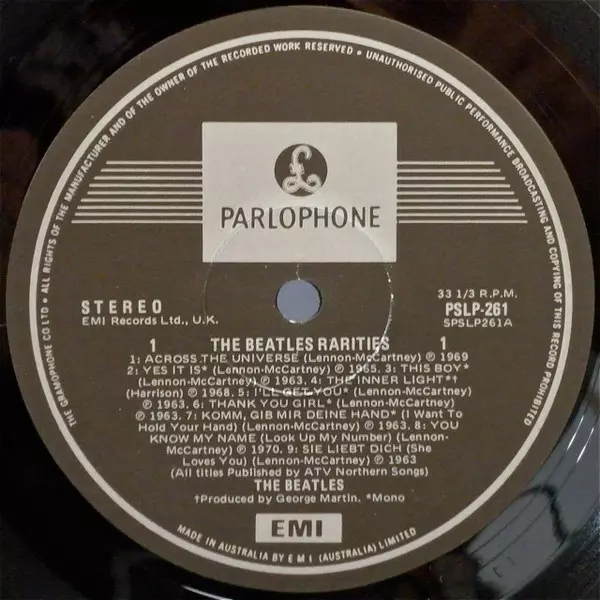 THE GRAMOPHONE CO LTD • ALL RIGHTS OF THE MANUFACTURER AND OF THE OWNER OF THE RECORDED WORK RESERVED • UNAUTHORISED PUBLIC PERFORMANCE BROADCASTING AND COPYING OF THIS RECORD PROHIBITED
£
PARLOPHONE
STEREO
EMI Records Ltd., U.K.
33 1/3 R.P.M.
PSLP-261
SPSLP261A
1 THE BEATLES RARITIES 1
1: ACROSS THE UNIVERSE (Lennon-McCartney) ℗ 1969
2: YES IT IS* (Lennon-McCartney) ℗ 1965. 3: THIS BOY*
(Lennon-McCartney) ℗ 1963. 4: THE INNER LIGHT*†
(Harrison) ℗ 1968. 5: I'LL GET YOU* (Lennon-McCartney)
℗ 1963. 6: THANK YOU GIRL* (Lennon-McCartney)
℗ 1963. 7: KOMM, GIB MIR DEINE HAND* (I Want To
Hold Your Hand) (Lennon-McCartney) ℗ 1963. 8: YOU
KNOW MY NAME (Look Up My Number) (Lennon-
McCartney) ℗ 1970. 9: SIE LIEBT DICH (She
Loves You) (Lennon-McCartney) ℗ 1963
(All titles Published by ATV Northern Songs)
THE BEATLES
†Produced by George Martin. *Mono
EMI
MADE IN AUSTRALIA BY E M I (AUSTRALIA) LIMITED